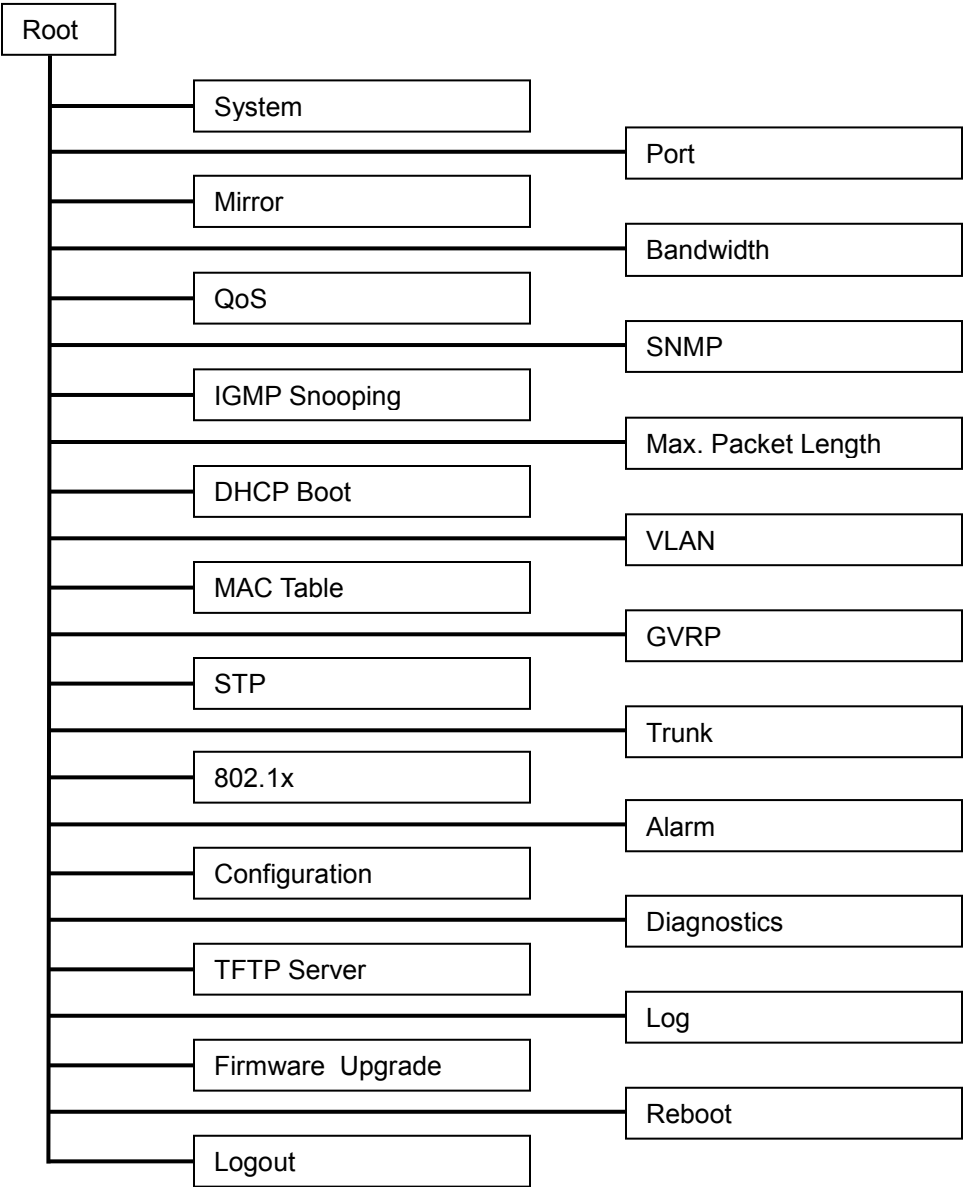 Root
System
Port
Mirror
Bandwidth
QoS
SNMP
IGMP Snooping
Max. Packet Length
DHCP Boot
VLAN
MAC Table
GVRP
STP
Trunk
802.1x
Alarm
Configuration
Diagnostics
TFTP Server
Log
Firmware  Upgrade
Reboot
Logout